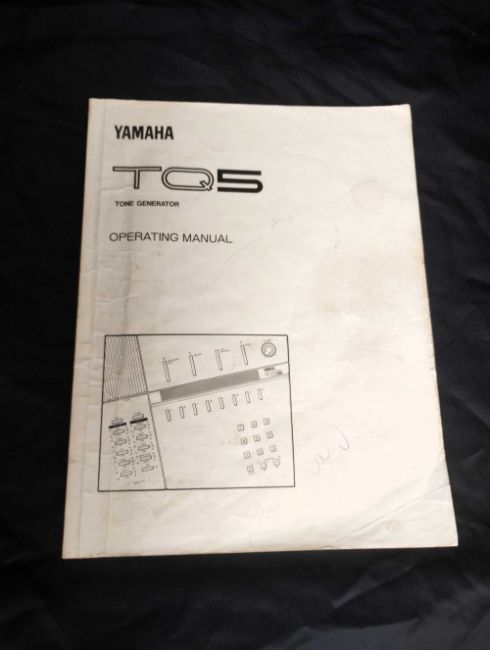 YAMAHA
TQ5
TONE GENERATOR
OPERATING MANUAL